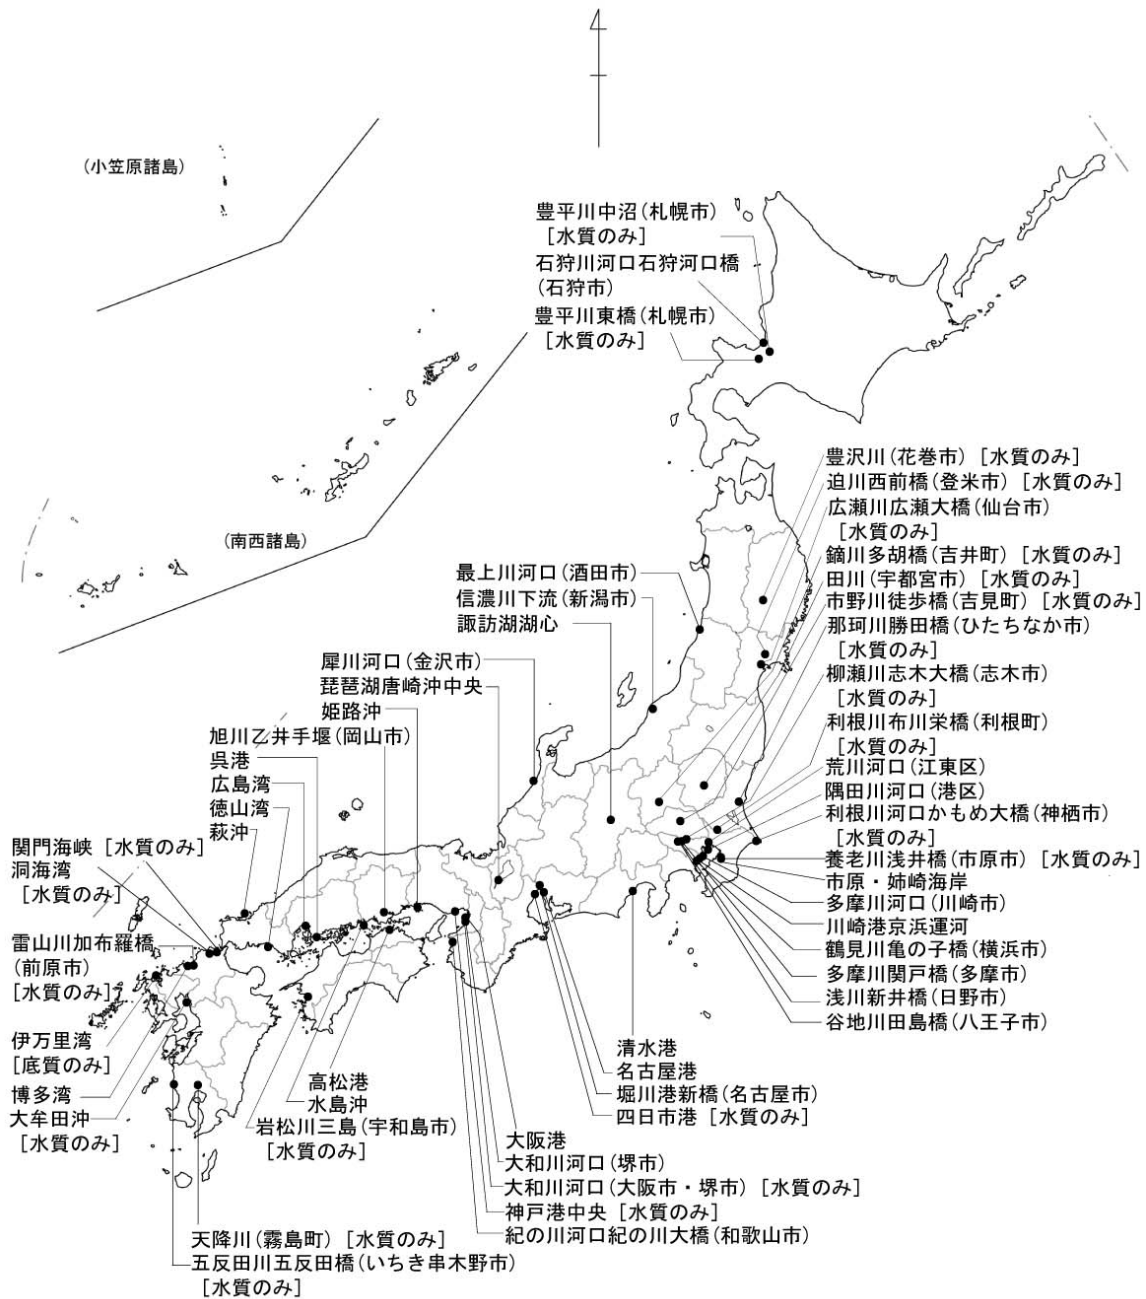 (小笠原諸島)
豊平川中沼(札幌市)
[水質のみ]
石狩川河口石狩河口橋
(石狩市)
豊平川東橋(札幌市)
[水質のみ]
(南西諸島)
豊沢川(花巻市) [水質のみ]
迫川西前橋(登米市) [水質のみ]
広瀬川広瀬大橋(仙台市)
[水質のみ]
鏑川多胡橋(吉井町) [水質のみ]
田川(宇都宮市) [水質のみ]
市野川徒歩橋(吉見町) [水質のみ]
那珂川勝田橋(ひたちなか市)
[水質のみ]
柳瀬川志木大橋(志木市)
[水質のみ]
利根川布川栄橋(利根町)
[水質のみ]
荒川河口(江東区)
隅田川河口(港区)
利根川河口かもめ大橋(神栖市)
[水質のみ]
養老川浅井橋(市原市) [水質のみ]
市原・姉崎海岸
多摩川河口(川崎市)
川崎港京浜運河
鶴見川亀の子橋(横浜市)
多摩川関戸橋(多摩市)
浅川新井橋(日野市)
谷地川田島橋(八王子市)
最上川河口(酒田市)
信濃川下流(新潟市)
諏訪湖湖心
犀川河口(金沢市)
琵琶湖唐崎沖中央
姫路沖
旭川乙井手堰(岡山市)
呉港
広島湾
徳山湾
萩沖
関門海峡 [水質のみ]
洞海湾
[水質のみ]
雷山川加布羅橋
(前原市)
[水質のみ]
伊万里湾
[底質のみ]
博多湾
大牟田沖
[水質のみ]
高松港
水島沖
岩松川三島(宇和島市)
[水質のみ]
清水港
名古屋港
堀川港新橋(名古屋市)
四日市港 [水質のみ]
大阪港
大和川河口(堺市)
大和川河口(大阪市・堺市) [水質のみ]
神戸港中央 [水質のみ]
紀の川河口紀の川大橋(和歌山市)
天降川(霧島町) [水質のみ]
五反田川五反田橋(いちき串木野市)
[水質のみ]